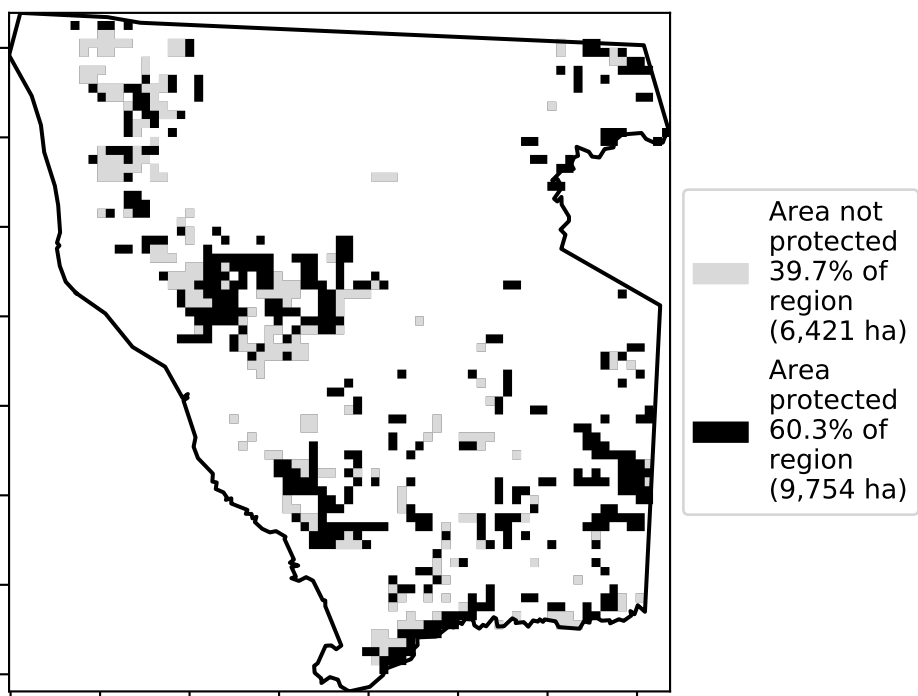 Area not
protected
39.7% of
region
(6,421 ha)
Area
protected
60.3% of
region
(9,754 ha)